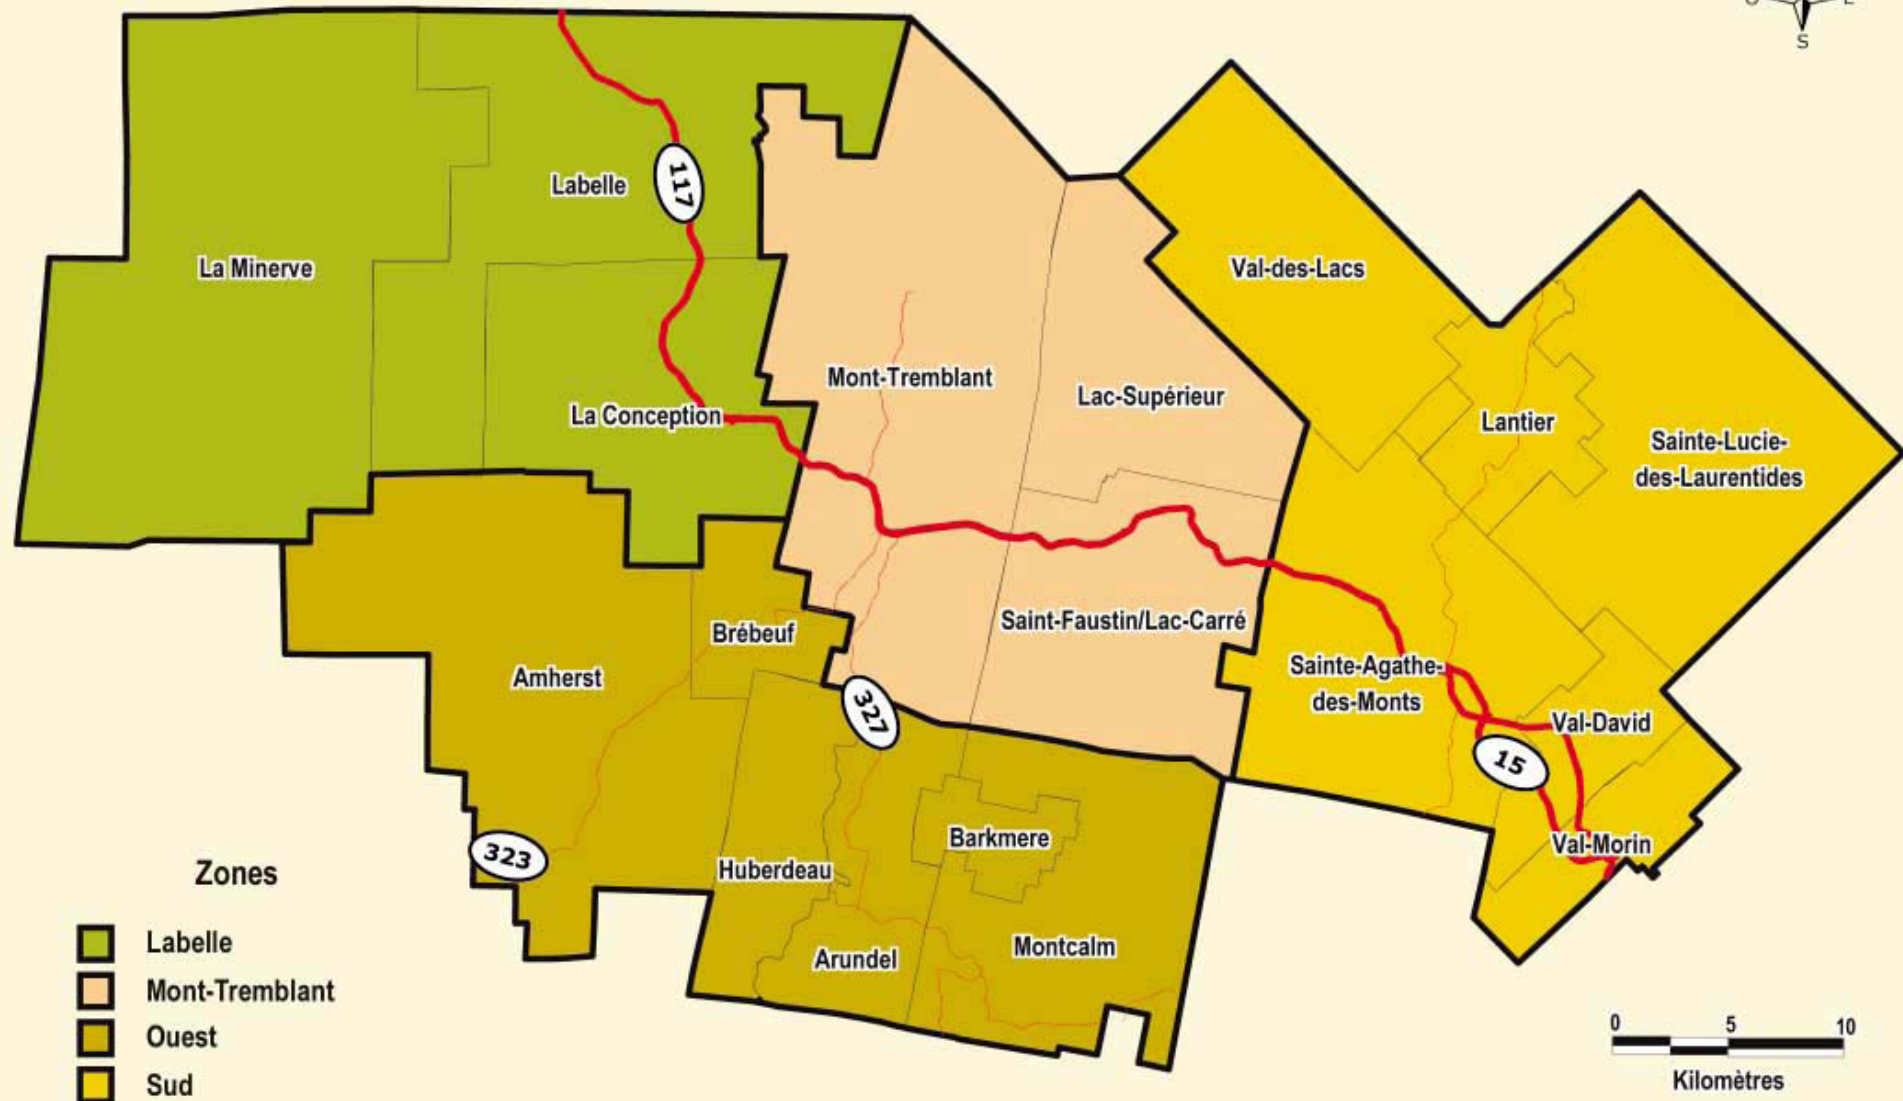 S
117
Labelle
La Minerve
Val-des-Lacs
Mont-Tremblant
Lac-Supérieur
La Conception
Lantier
Sainte-Lucie-
des-Laurentides
Saint-Faustin/Lac-Carré
Brébeuf
Amherst
Sainte-Agathe-
des-Monts
327
Val-David
15
Barkmere
Val-Morin
323
Huberdeau
Arundel
Montcalm
Zones
Labelle
Mont-Tremblant
Ouest
Sud
0 5 10
Kilomètres